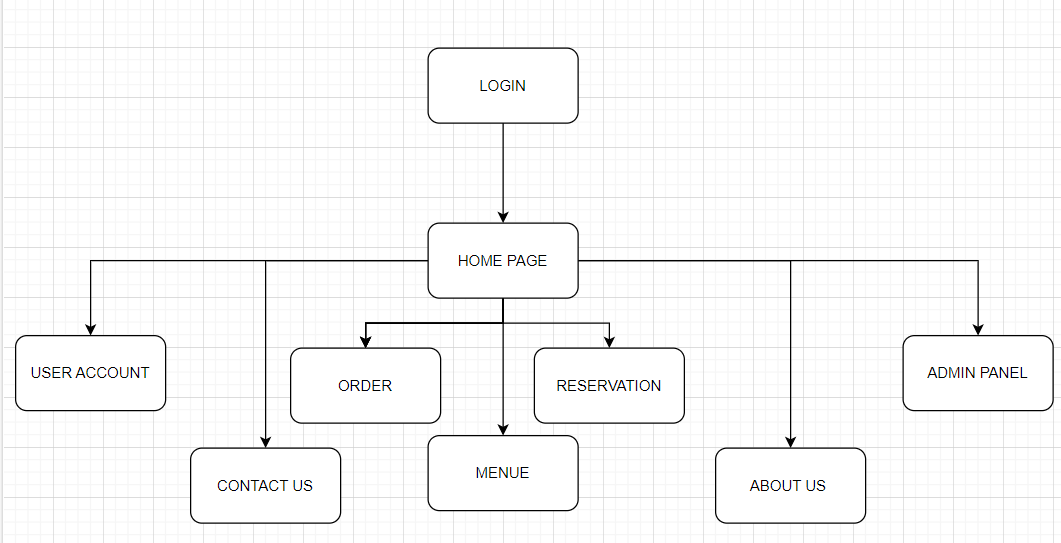 LOGIN
HOME PAGE
USER ACCOUNT
ORDER
RESERVATION
ADMIN PANEL
CONTACT US
MENUE
ABOUT US